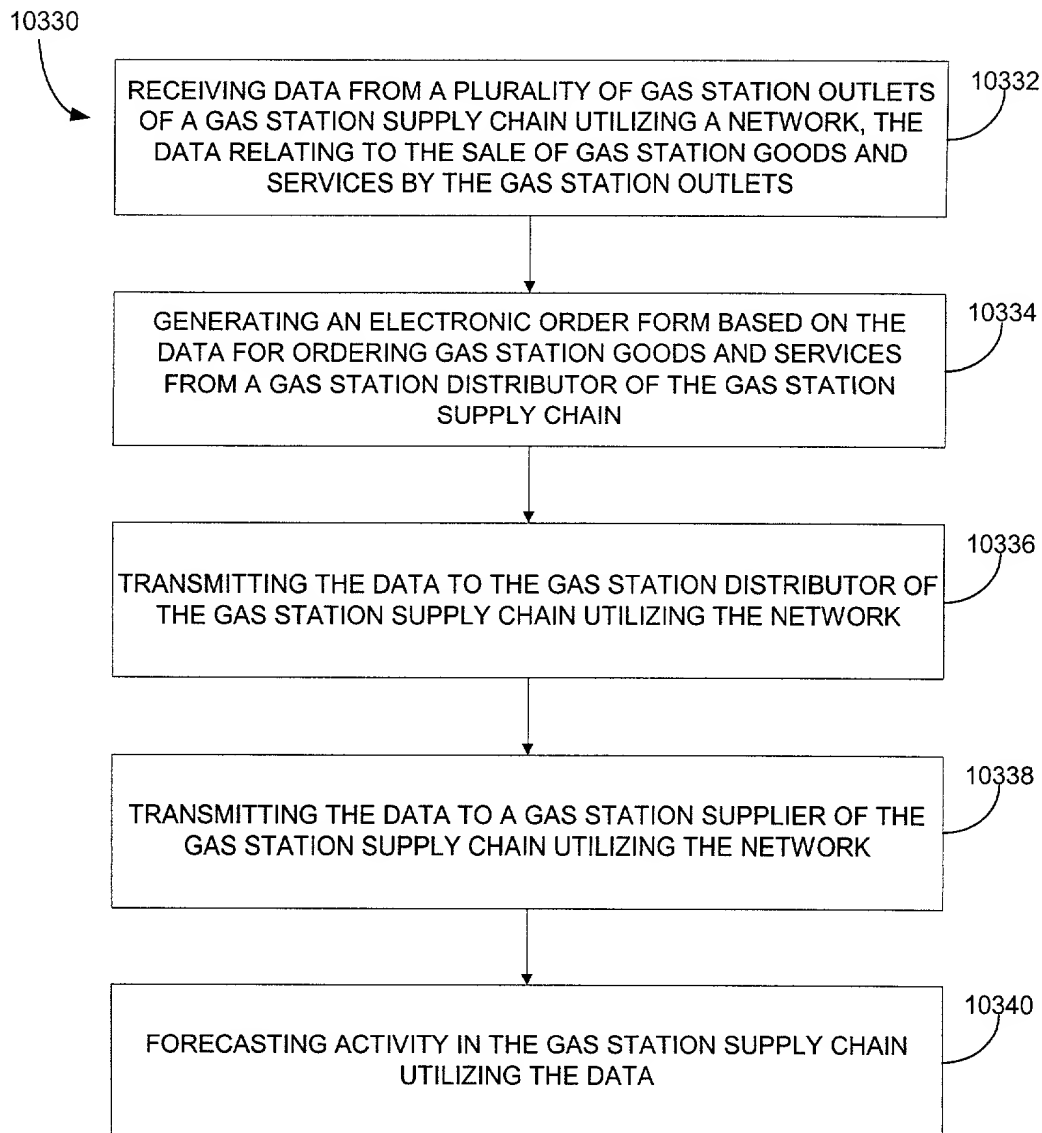 10330
RECEIVING DATA FROM A PLURALITY OF GAS STATION OUTLETS
OF A GAS STATION SUPPLY CHAIN UTILIZING A NETWORK, THE
DATA RELATING TO THE SALE OF GAS STATION GOODS AND
SERVICES BY THE GAS STATION OUTLETS
10332
GENERATING AN ELECTRONIC ORDER FORM BASED ON THE
DATA FOR ORDERING GAS STATION GOODS AND SERVICES
FROM A GAS STATION DISTRIBUTOR OF THE GAS STATION
SUPPLY CHAIN
10334
TRANSMITTING THE DATA TO THE GAS STATION DISTRIBUTOR OF
THE GAS STATION SUPPLY CHAIN UTILIZING THE NETWORK
10336
TRANSMITTING THE DATA TO A GAS STATION SUPPLIER OF THE
GAS STATION SUPPLY CHAIN UTILIZING THE NETWORK
10338
FORECASTING ACTIVITY IN THE GAS STATION SUPPLY CHAIN
UTILIZING THE DATA
10340